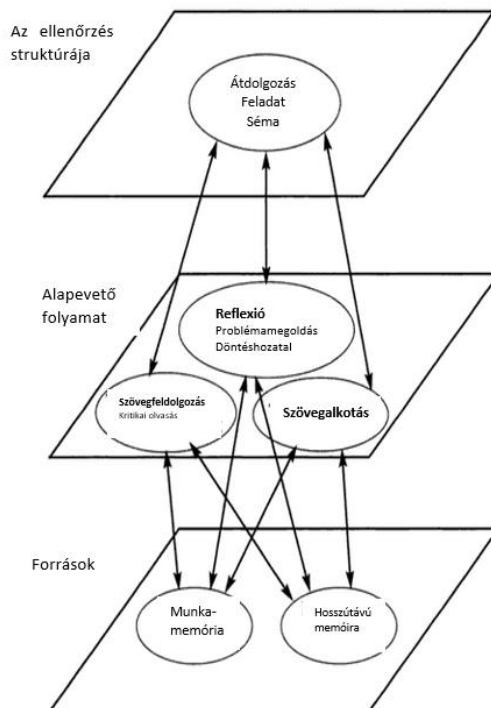 Az ellenőrzés
struktúrája
Átdolgozás
Feladat
Séma
Alapevető
folyamat
Reflexió
Problémamegoldás
Döntéshozatal
Szövegfeldolgozás
Kritikai olvasás
Szövegalkotás
Források
Munka-
memória
Hosszútávú
memóira